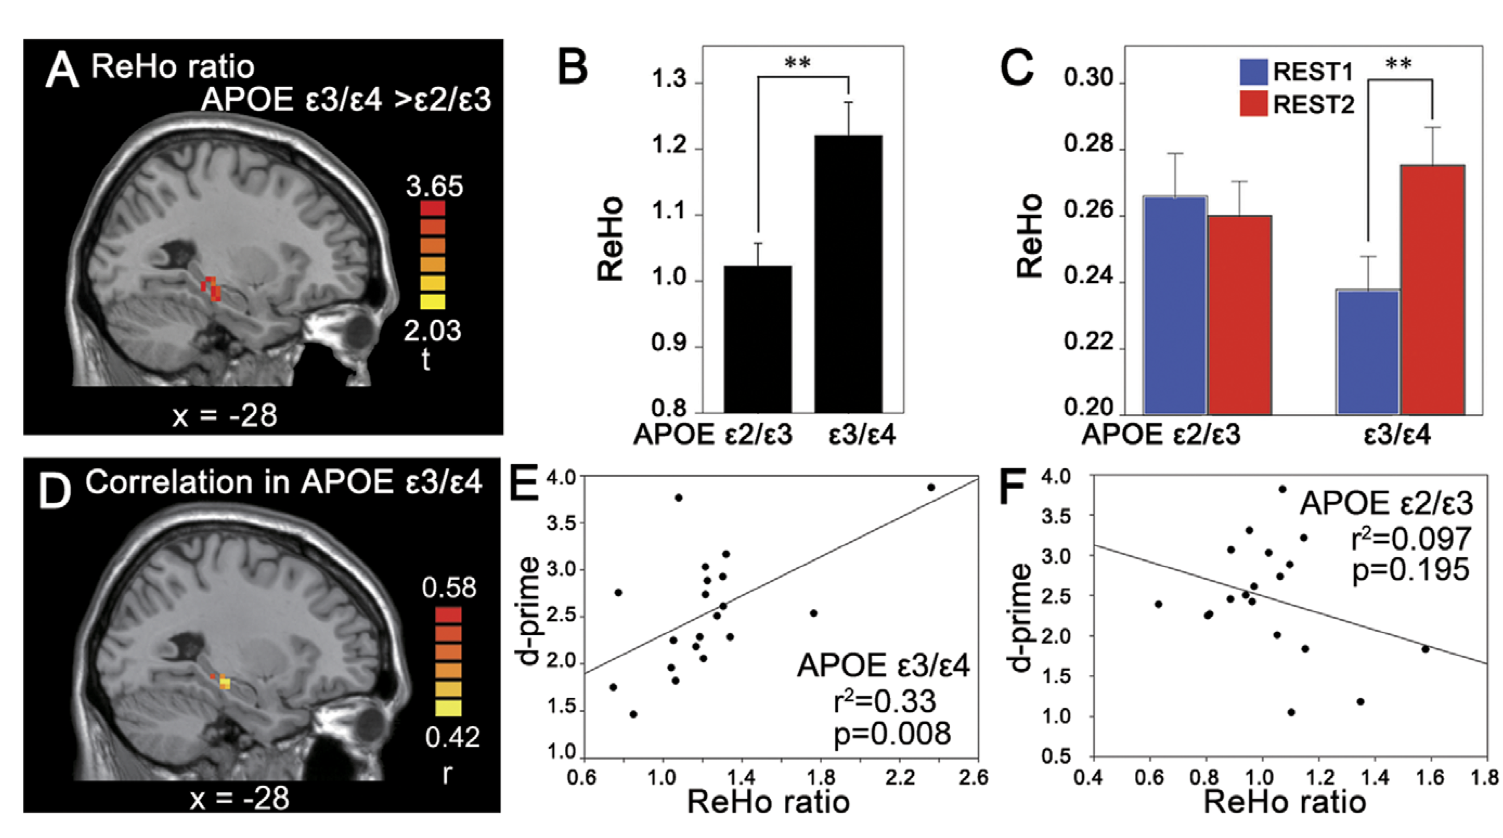 A ReHo ratio
APOE ε3/ε4 >ε2/ε3
3.65
2.03
t
x = -28
B
**
ReHo
1.3
1.2
1.1
1.0
0.9
0.8
APOE ε2/ε3 ε3/ε4
C
REST1
REST2
**
ReHo
0.30
0.28
0.26
0.24
0.22
0.20
APOE ε2/ε3 ε3/ε4
D Correlation in APOE ε3/ε4
0.58
0.42
r
x = -28
E
d-prime
4.0
3.5
3.0
2.5
2.0
1.5
1.0
APOE ε3/ε4
r²=0.33
p=0.008
0.6 1.0 1.4 1.8 2.2 2.6
ReHo ratio
F
d-prime
4.0
3.5
3.0
2.5
2.0
1.5
1.0
0.5
APOE ε2/ε3
r²=0.097
p=0.195
0.4 0.6 0.8 1.0 1.2 1.4 1.6 1.8
ReHo ratio